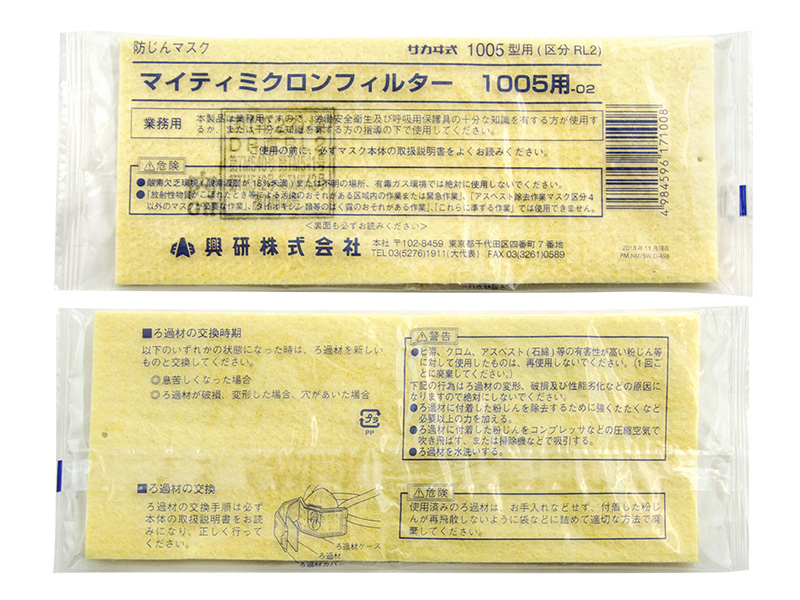 防じんマスク
サカヰ式 1005型用(区分 RL2)
マイティミクロンフィルター 1005用-02
業務用
本製品は業務用ですので、労働安全衛生及び呼吸用保護具の十分な知識を有する方が使用す
るか、または十分な知識を有する方の指導の下で使用してください。
ご使用の前に、必ずマスク本体の取扱説明書をよくお読みください。
⚠危険
●酸素欠乏環境(酸素濃度が18%未満)または不明の場所、有毒ガス環境では絶対に使用しないでください。
●「放射性物質がこぼれたとき等による汚染のおそれがある区域内の作業または緊急作業」、「アスベスト除去作業マスク区分4
以外のマスクが必要な作業」、「ダイオキシン類等のばく露のおそれがある作業」、「これらに準する作業」では使用できません。
<裏面も必ずお読みください>
興研株式会社
本社 〒102-8459 東京都千代田区四番町7番地
TEL 03(5276)1911(大代表) FAX 03(3261)0589
4 984596 171008
2015年11月現在
■ろ過材の交換時期
以下のいずれかの状態になった時は、ろ過材を新しい
ものと交換してください。
◎息苦しくなった場合
◎ろ過材が破損、変形した場合、穴があいた場合
プラ
PP
■ろ過材の交換
ろ過材の交換手順は必ず
本体の取扱説明書をお読
みになり、正しく行って
ください。
ろ過材ケース
ろ過材
ろ過材カバー
⚠警告
●ヒ素、クロム、アスベスト(石綿)等の有害性が高い粉じん等
に対して使用したものは、再使用しないでください。(1回ご
とに廃棄してください。)
下記の行為はろ過材の変形、破損及び性能劣化などの原因に
なりますので絶対にしないでください。
●ろ過材に付着した粉じんを除去するために強くたたくなど
必要以上の力を加える。
●ろ過材に付着した粉じんをコンプレッサなどの圧縮空気で
吹き飛ばす、または掃除機などで吸引する。
●ろ過材を水洗いする。
⚠危険
使用済みのろ過材は、お手入れなどせず、付着した粉じ
んが再飛散しないように袋などに詰めて適切な方法で廃
棄してください。